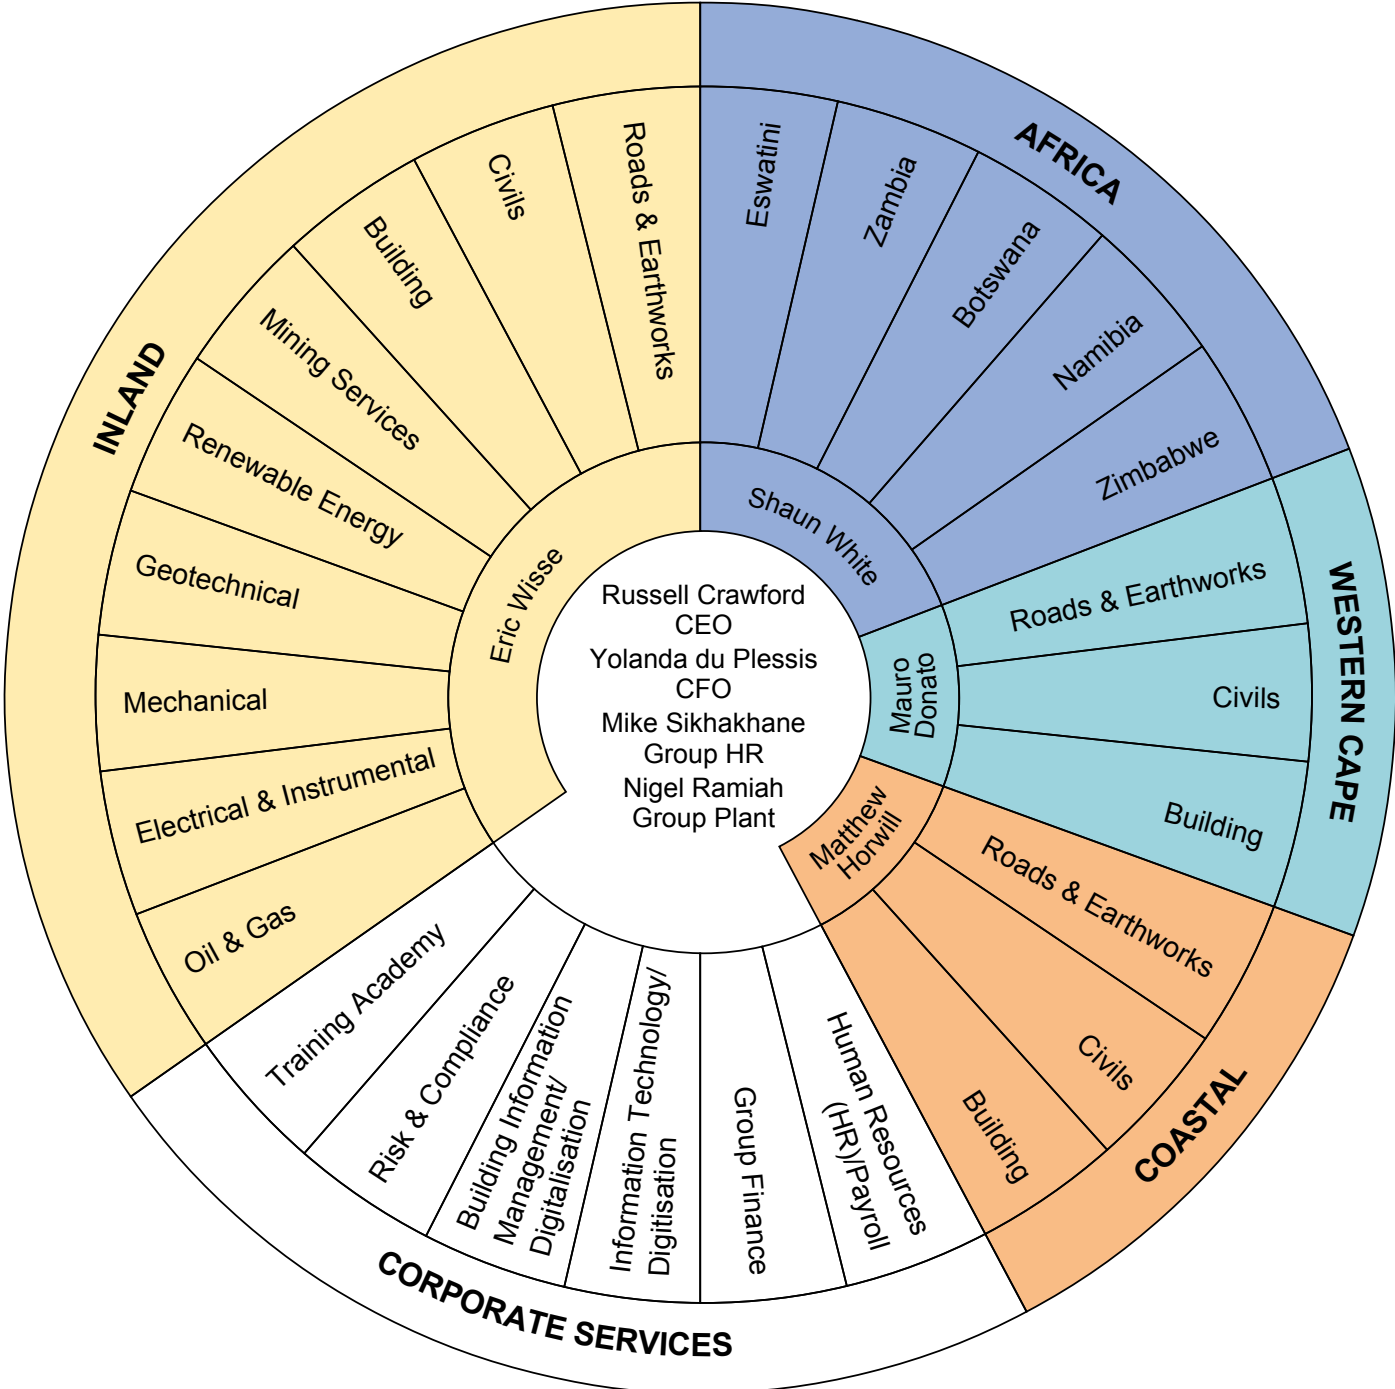 Russell Crawford
CEO
Yolanda du Plessis
CFO
Mike Sikhakhane
Group HR
Nigel Ramiah
Group Plant
AFRICA
Shaun White
Eswatini
Zambia
Botswana
Namibia
Zimbabwe
WESTERN CAPE
Mauro
Donato
Roads & Earthworks
Civils
Building
COASTAL
Matthew
Horwill
Roads & Earthworks
Civils
Building
CORPORATE SERVICES
Human Resources
(HR)/Payroll
Group Finance
Information Technology/
Digitisation
Building Information
Management/
Digitalisation
Risk & Compliance
Training Academy
INLAND
Eric Wisse
Oil & Gas
Electrical & Instrumental
Mechanical
Geotechnical
Renewable Energy
Mining Services
Building
Civils
Roads & Earthworks